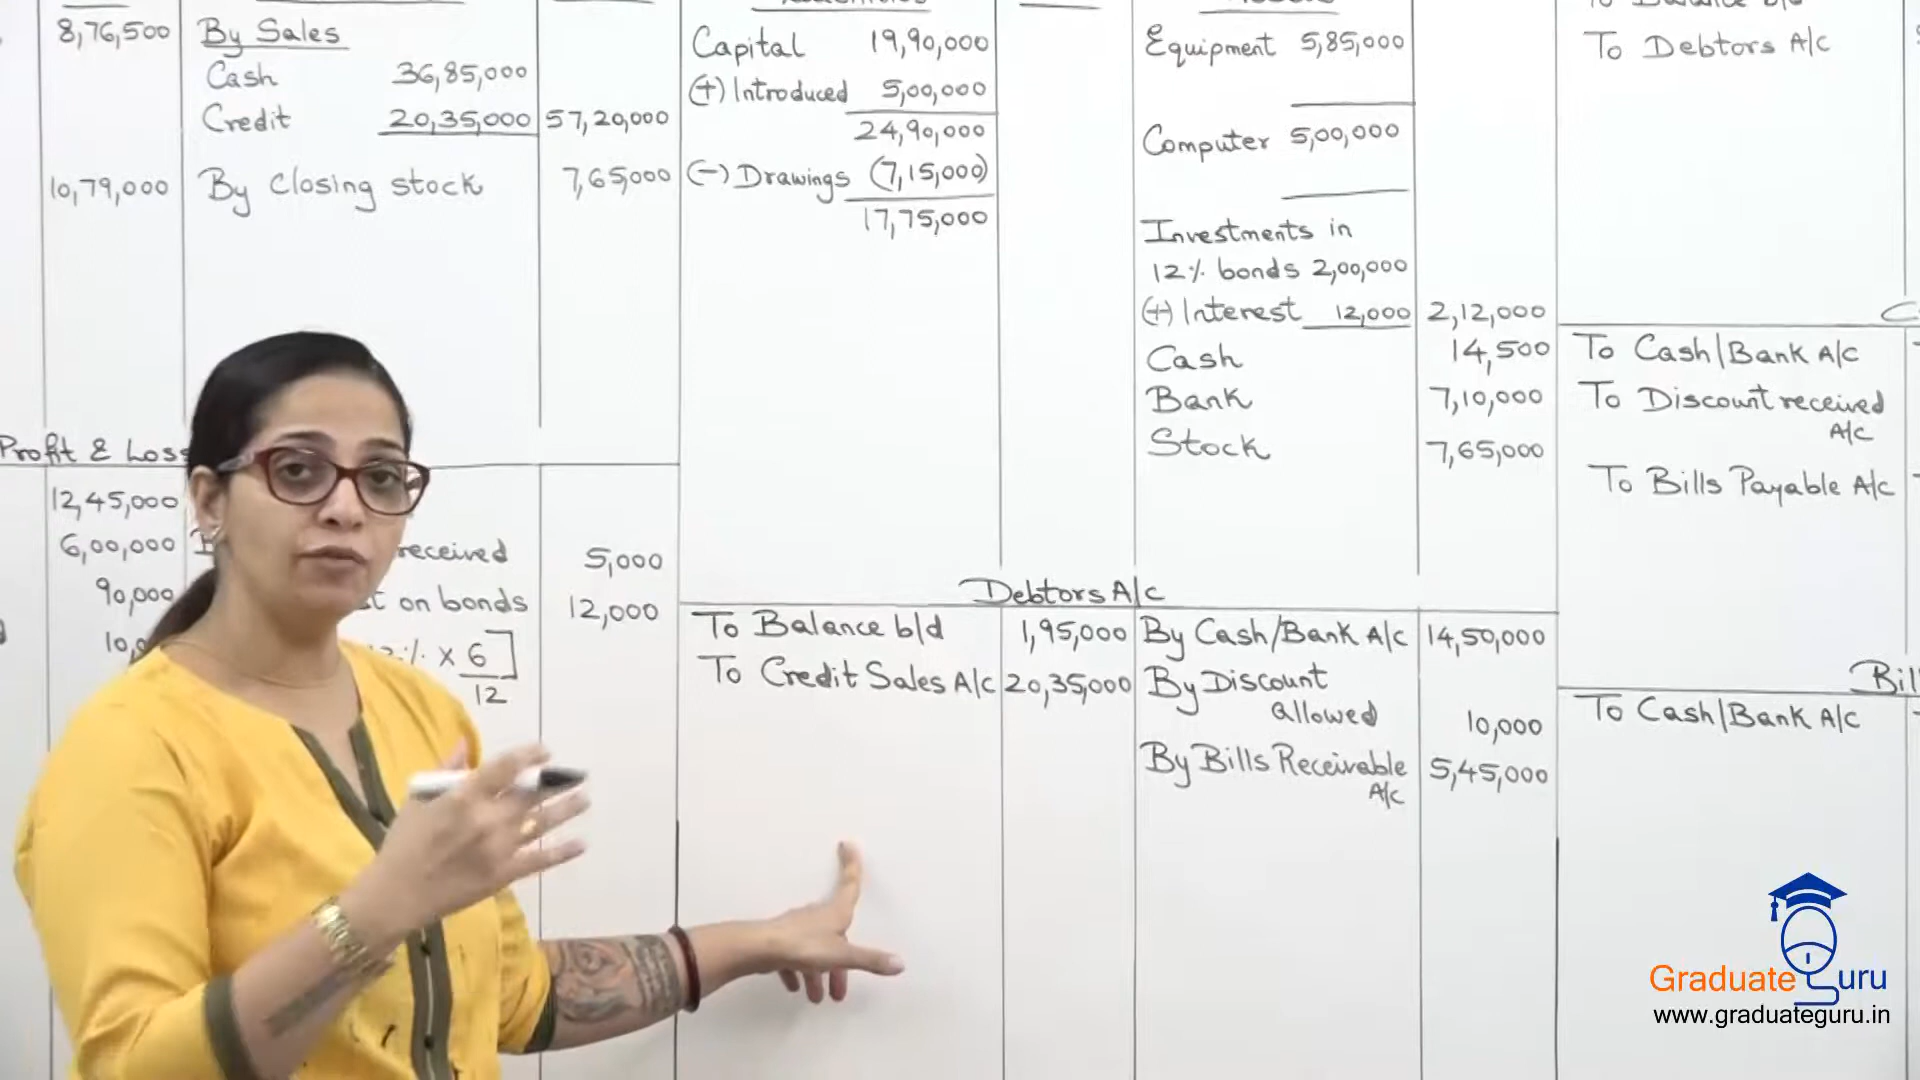 8,76,500 By Sales
Cash 36,85,000
Credit 20,35,000 57,20,000
10,79,000 By Closing stock 7,65,000
Capital 19,90,000
(+) Introduced 5,00,000
24,90,000
(-) Drawings (7,15,000)
17,75,000
Equipment 5,85,000
Computer 5,00,000
Investments in
12% bonds 2,00,000
(+) Interest 12,000 2,12,000
Cash 14,500
Bank 7,10,000
Stock 7,65,000
To Debtors A/c
To Cash/Bank A/c
To Discount received
A/c
To Bills Payable A/c
Profit & Loss
12,45,000
6,00,000 received 5,000
90,000 on bonds 12,000
× 6]
12
Debtors A/c
To Balance b/d 1,95,000 By Cash/Bank A/c 14,50,000
To Credit Sales A/c 20,35,000 By Discount
allowed 10,000
By Bills Receivable 5,45,000
A/c
To Cash/Bank A/c
Graduate Guru
www.graduateguru.in